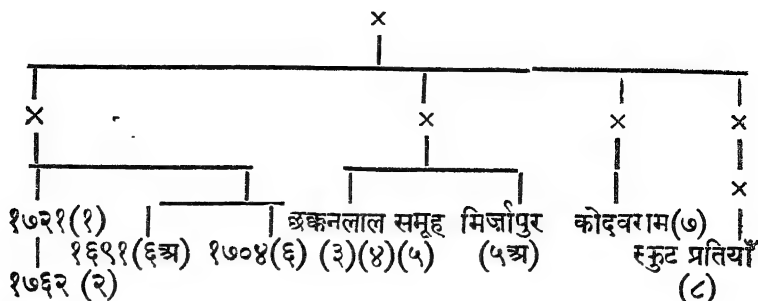 ×
× × × ×
×
१७२१(१) छक्कनलाल समूह मिर्जापुर कोदवराम(७)
१६९१(६अ) १७०४(६) (३)(४)(५) (५अ) स्फुट प्रतियाँ
१७६२ (२) (८)